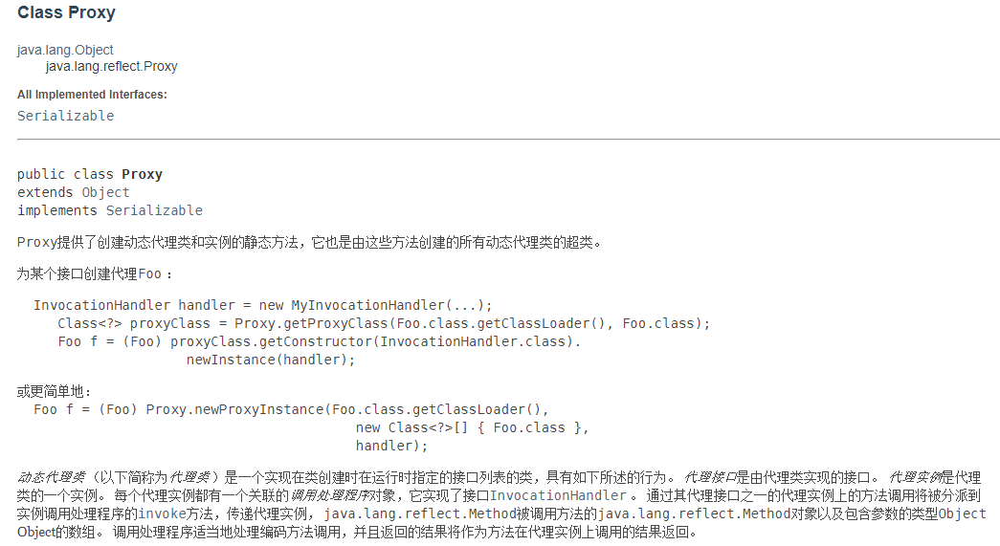 Class Proxy
java.lang.Object
java.lang.reflect.Proxy
All Implemented Interfaces:
Serializable
public class Proxy
extends Object
implements Serializable
Proxy提供了创建动态代理类和实例的静态方法，它也是由这些方法创建的所有动态代理类的超类。
为某个接口创建代理Foo ：
InvocationHandler handler = new MyInvocationHandler(...);
Class<?> proxyClass = Proxy.getProxyClass(Foo.class.getClassLoader(), Foo.class);
Foo f = (Foo) proxyClass.getConstructor(InvocationHandler.class).
newInstance(handler);
或更简单地：
Foo f = (Foo) Proxy.newProxyInstance(Foo.class.getClassLoader(),
new Class<?>[] { Foo.class },
handler);
动态代理类 （以下简称为代理类 ）是一个实现在类创建时在运行时指定的接口列表的类，具有如下所述的行为。 代理接口是由代理类实现的接口。 代理实例是代理
类的一个实例。 每个代理实例都有一个关联的调用处理程序对象，它实现了接口InvocationHandler 。 通过其代理接口之一的代理实例上的方法调用将被分派到
实例调用处理程序的invoke方法，传递代理实例， java.lang.reflect.Method被调用方法的java.lang.reflect.Method对象以及包含参数的类型Object
Object的数组。 调用处理程序适当地处理编码方法调用，并且返回的结果将作为方法在代理实例上调用的结果返回。